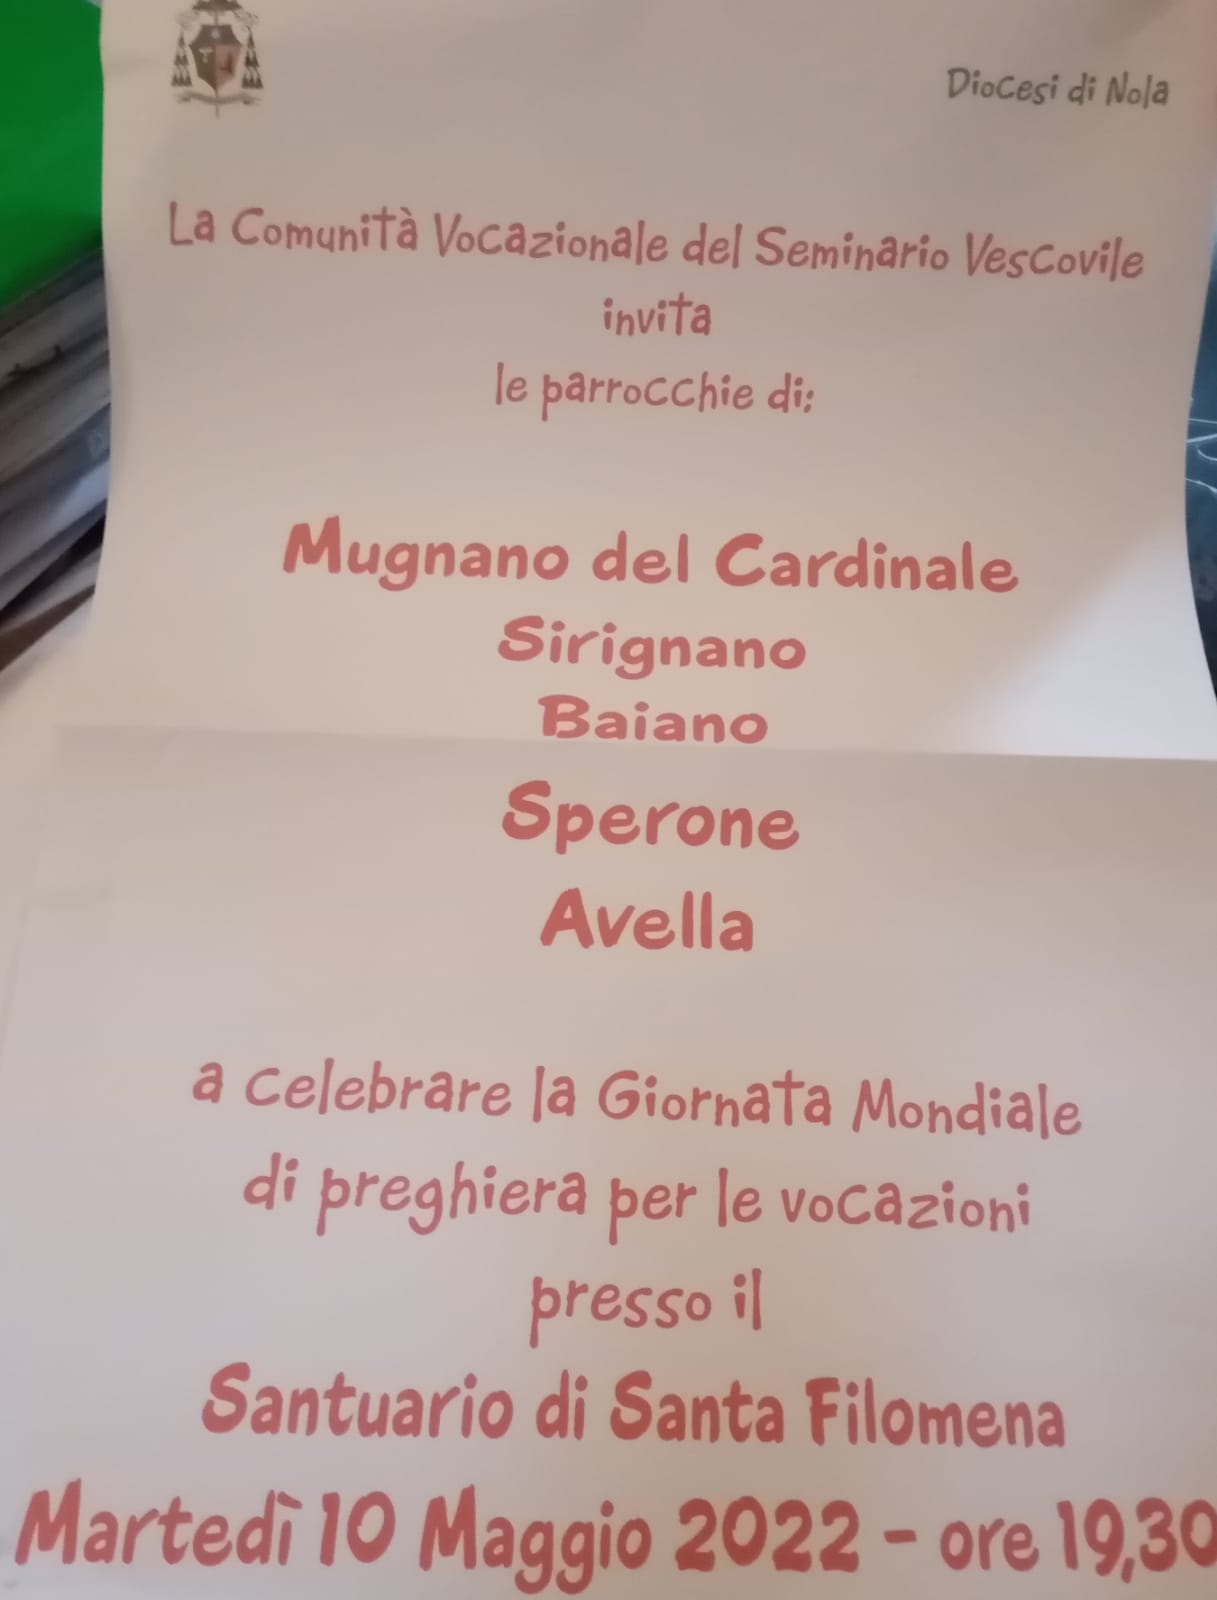 Diocesi di Nola
La Comunità Vocazionale del Seminario Vescovile
invita
le parrocchie di:
Mugnano del Cardinale
Sirignano
Baiano
Sperone
Avella
a celebrare la Giornata Mondiale
di preghiera per le vocazioni
presso il
Santuario di Santa Filomena
Martedì 10 Maggio 2022 - ore 19,30